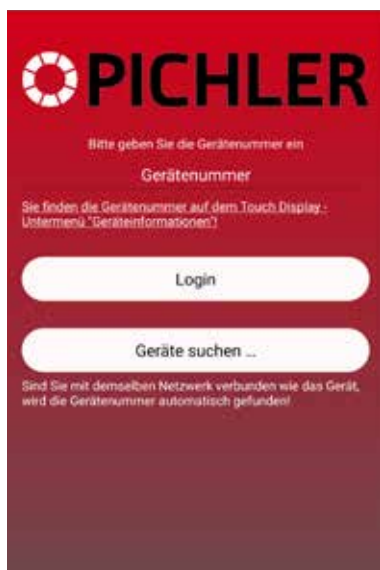 PICHLER
Bitte geben Sie die Gerätenummer ein
Gerätenummer
Sie finden die Gerätenummer auf dem Touch Display -
Untermenü "Geräteinformationen"!
Login
Geräte suchen ...
Sind Sie mit demselben Netzwerk verbunden wie das Gerät,
wird die Gerätenummer automatisch gefunden!